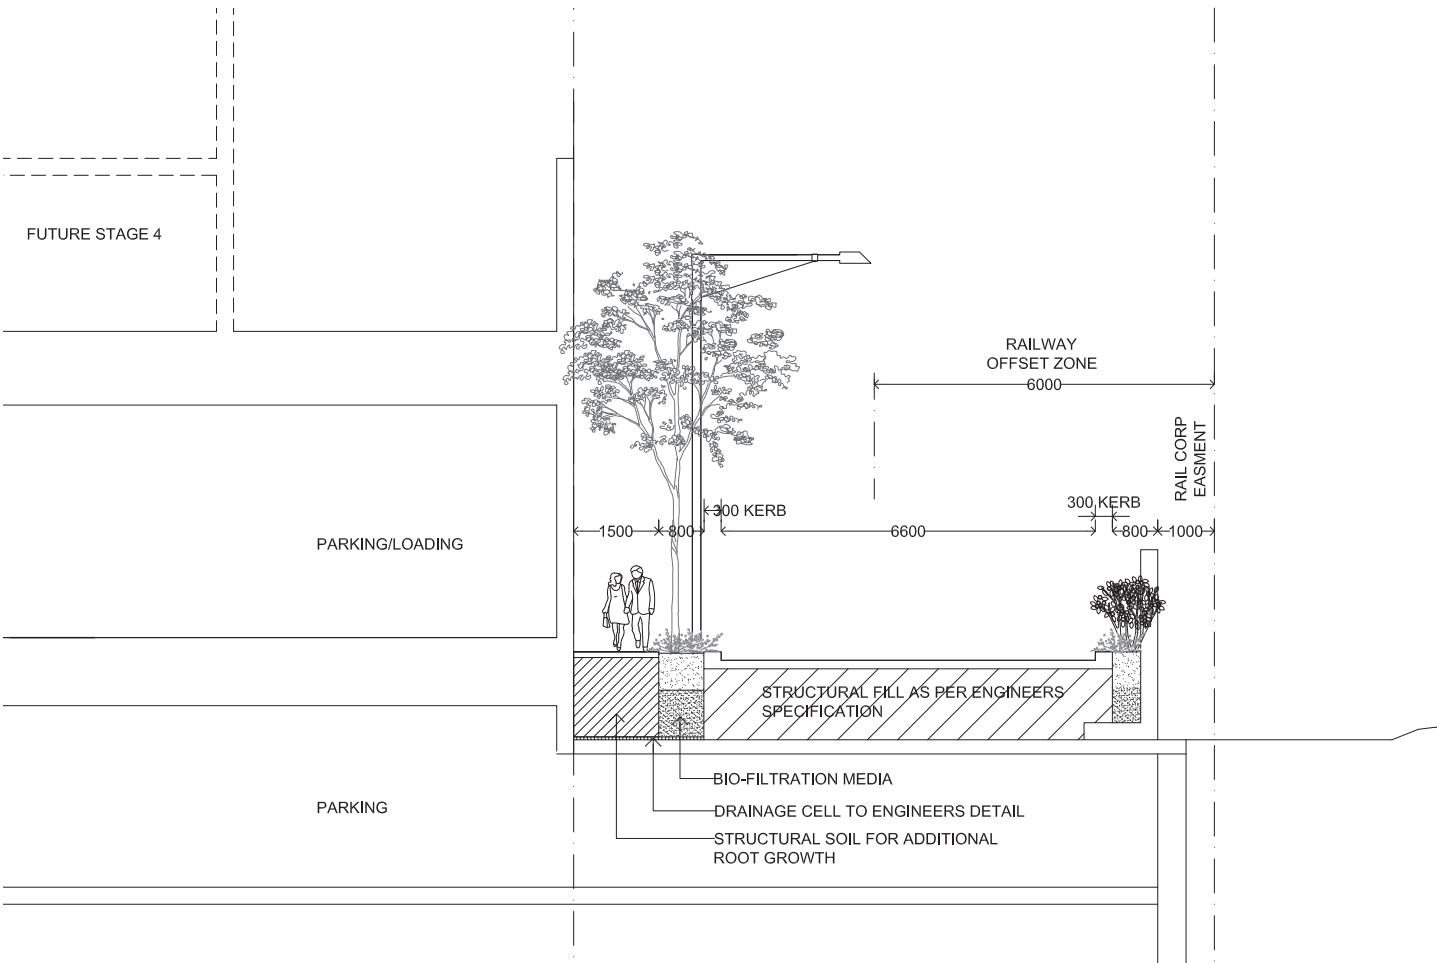 FUTURE STAGE 4
RAILWAY
OFFSET ZONE
6000
RAIL CORP
EASMENT
300 KERB
300 KERB
1500
800
6600
800
1000
PARKING/LOADING
STRUCTURAL FILL AS PER ENGINEERS
SPECIFICATION
BIO-FILTRATION MEDIA
PARKING
DRAINAGE CELL TO ENGINEERS DETAIL
STRUCTURAL SOIL FOR ADDITIONAL
ROOT GROWTH